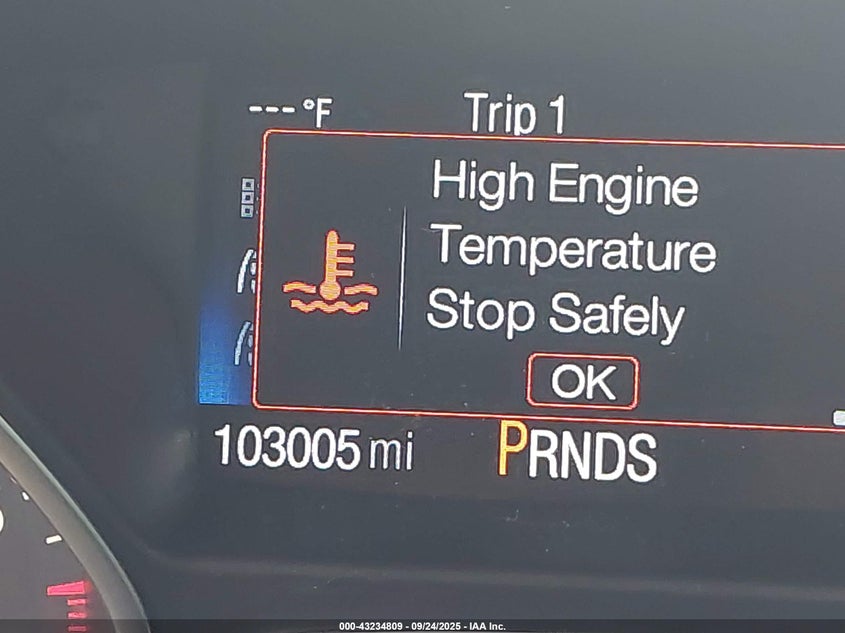 --- °F
Trip 1
High Engine
Temperature
Stop Safely
OK
103005 mi
PRNDS
000-43234809 - 09/24/2025 - IAA Inc.